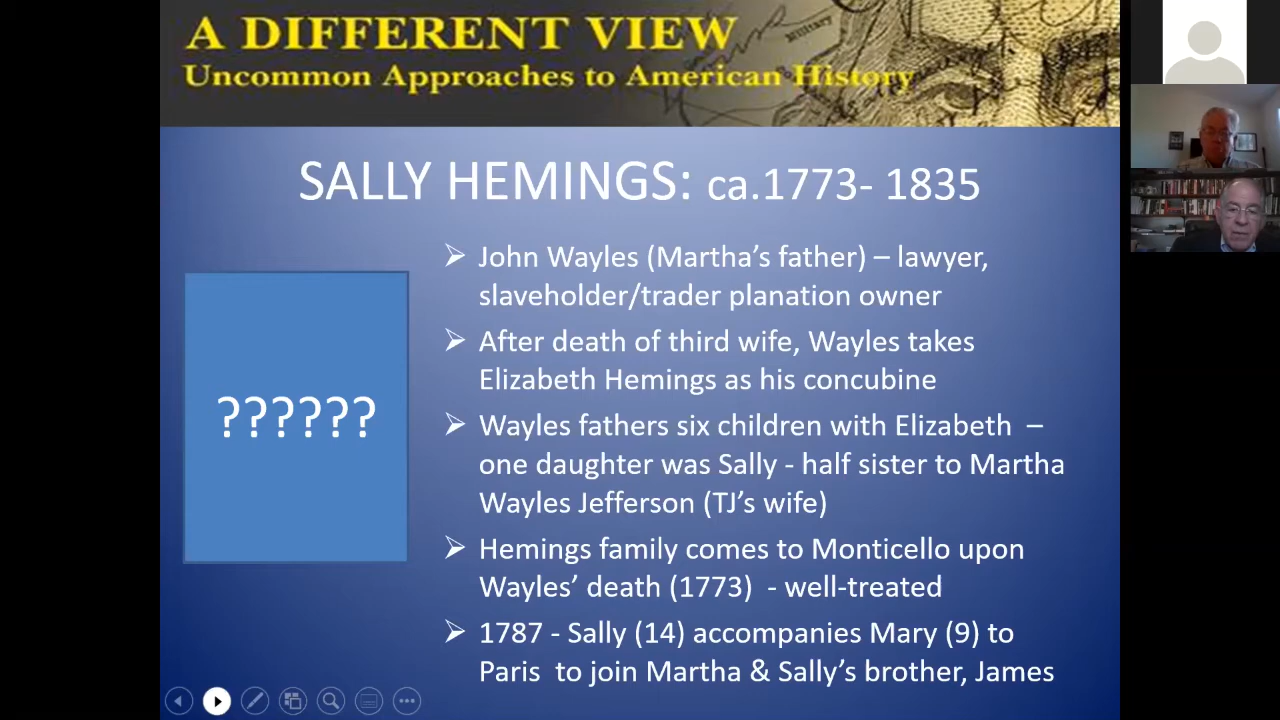 A DIFFERENT VIEW
Uncommon Approaches to American History
Military
SALLY HEMINGS: ca.1773- 1835
??????
➢ John Wayles (Martha's father) – lawyer,
slaveholder/trader planation owner
➢ After death of third wife, Wayles takes
Elizabeth Hemings as his concubine
➢ Wayles fathers six children with Elizabeth –
one daughter was Sally - half sister to Martha
Wayles Jefferson (TJ's wife)
➢ Hemings family comes to Monticello upon
Wayles' death (1773) - well-treated
➢ 1787 - Sally (14) accompanies Mary (9) to
Paris to join Martha & Sally's brother, James